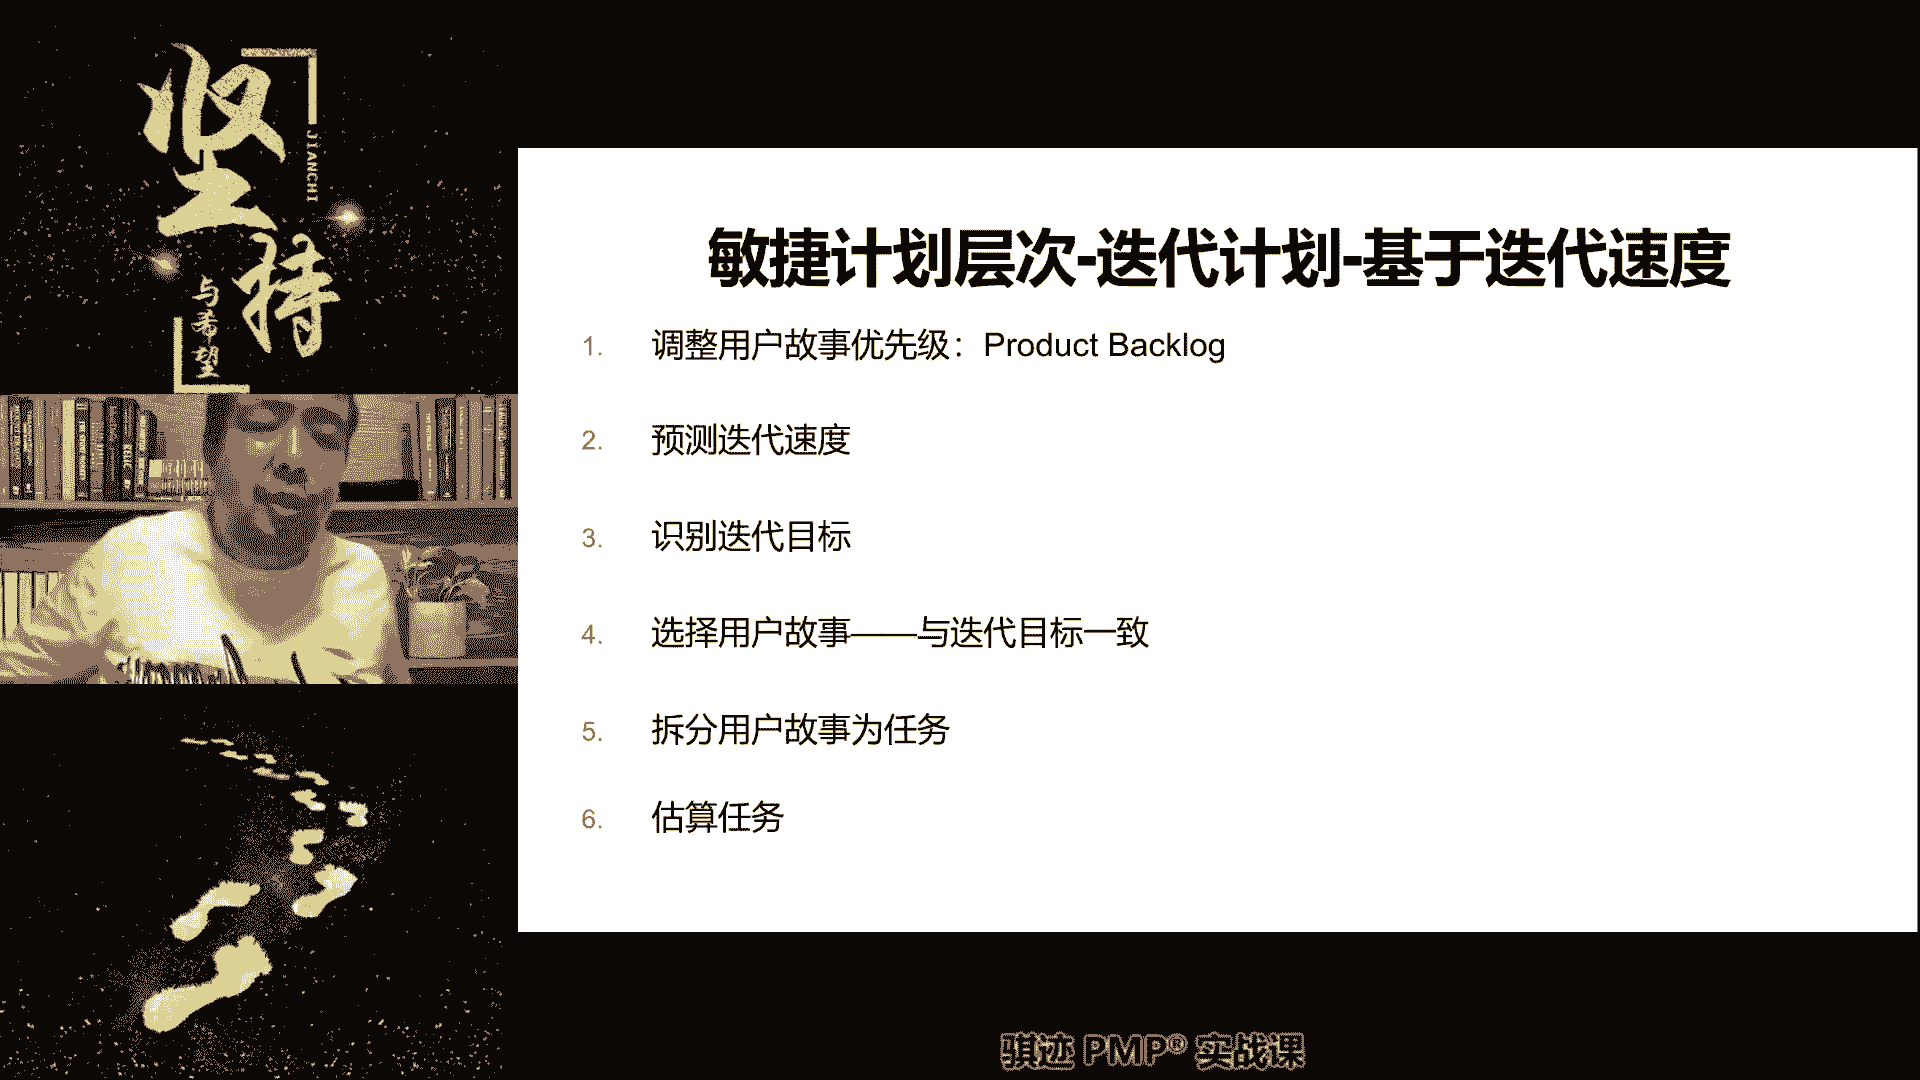 坚持
JIANCHI
与希望
敏捷计划层次-迭代计划-基于迭代速度
1. 调整用户故事优先级：Product Backlog
2. 预测迭代速度
3. 识别迭代目标
4. 选择用户故事——与迭代目标一致
5. 拆分用户故事为任务
6. 估算任务
骐迹 PMP® 实战课